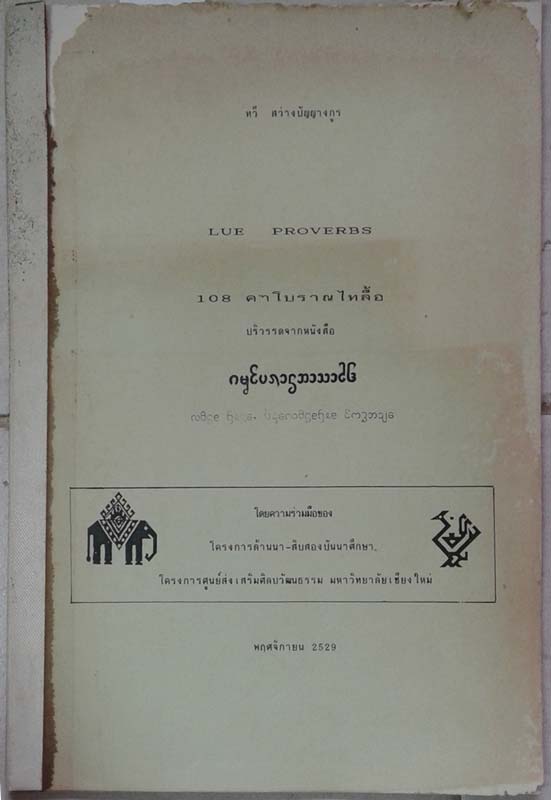 ทวี สว่างปัญญางกูร
LUE PROVERBS
108 คำโบราณไทลื้อ
ปริวรรตจากหนังสือ
โดยความร่วมมือของ
โครงการล้านนา-สิบสองปันนาศึกษา
โครงการศูนย์ส่งเสริมศิลปวัฒนธรรม มหาวิทยาลัยเชียงใหม่
พฤศจิกายน 2529